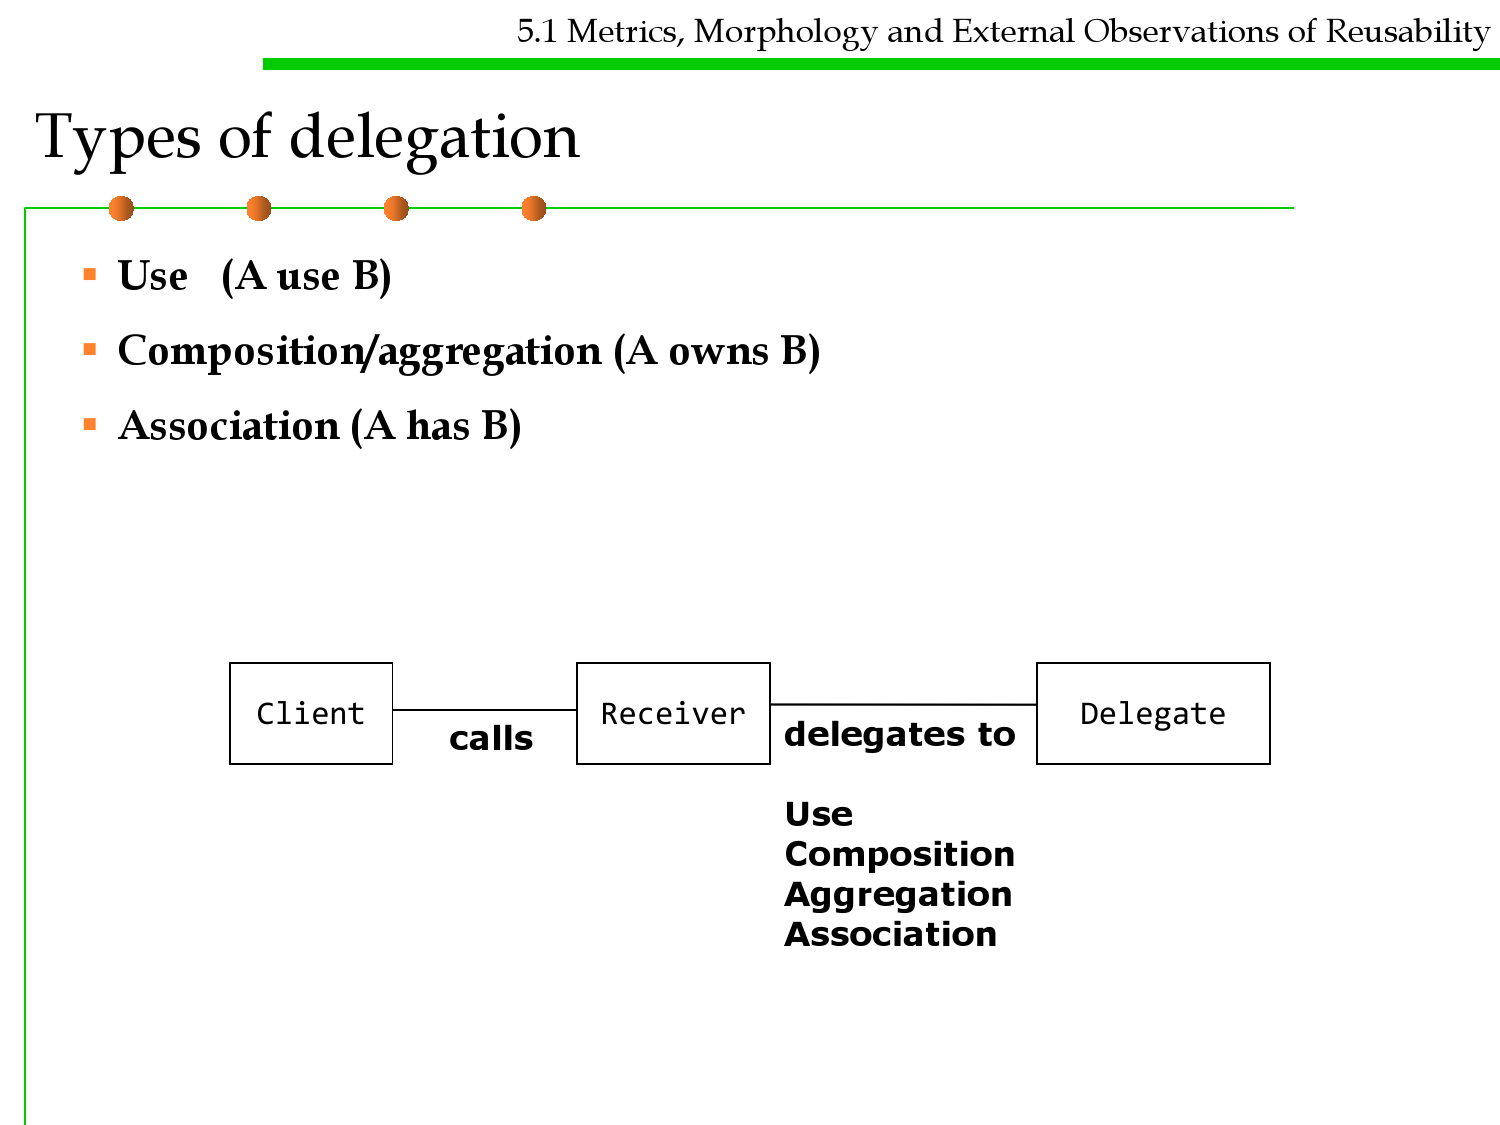 5.1 Metrics, Morphology and External Observations of Reusability
Types of delegation
Use (A use B)
Composition/aggregation (A owns B)
Association (A has B)
Client
calls
Receiver
delegates to
Delegate
Use
Composition
Aggregation
Association